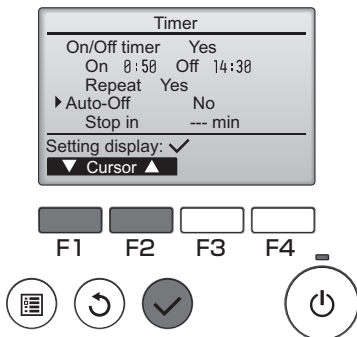 Timer
On/Off timer Yes
On 8:50 Off 14:30
Repeat Yes
Auto-Off No
Stop in --- min
Setting display:
Cursor
F1 F2 F3 F4